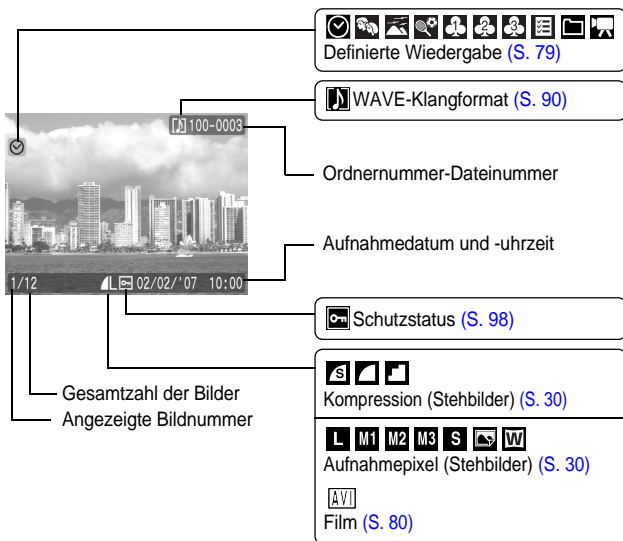 Definierte Wiedergabe (S. 79)
WAVE-Klangformat (S. 90)
100-0003
Ordnernummer-Dateinummer
Aufnahmedatum und -uhrzeit
1/12 L 02/02/'07 10:00
Schutzstatus (S. 98)
S
Kompression (Stehbilder) (S. 30)
Gesamtzahl der Bilder
Angezeigte Bildnummer
L M1 M2 M3 S W
Aufnahmepixel (Stehbilder) (S. 30)
AVI
Film (S. 80)